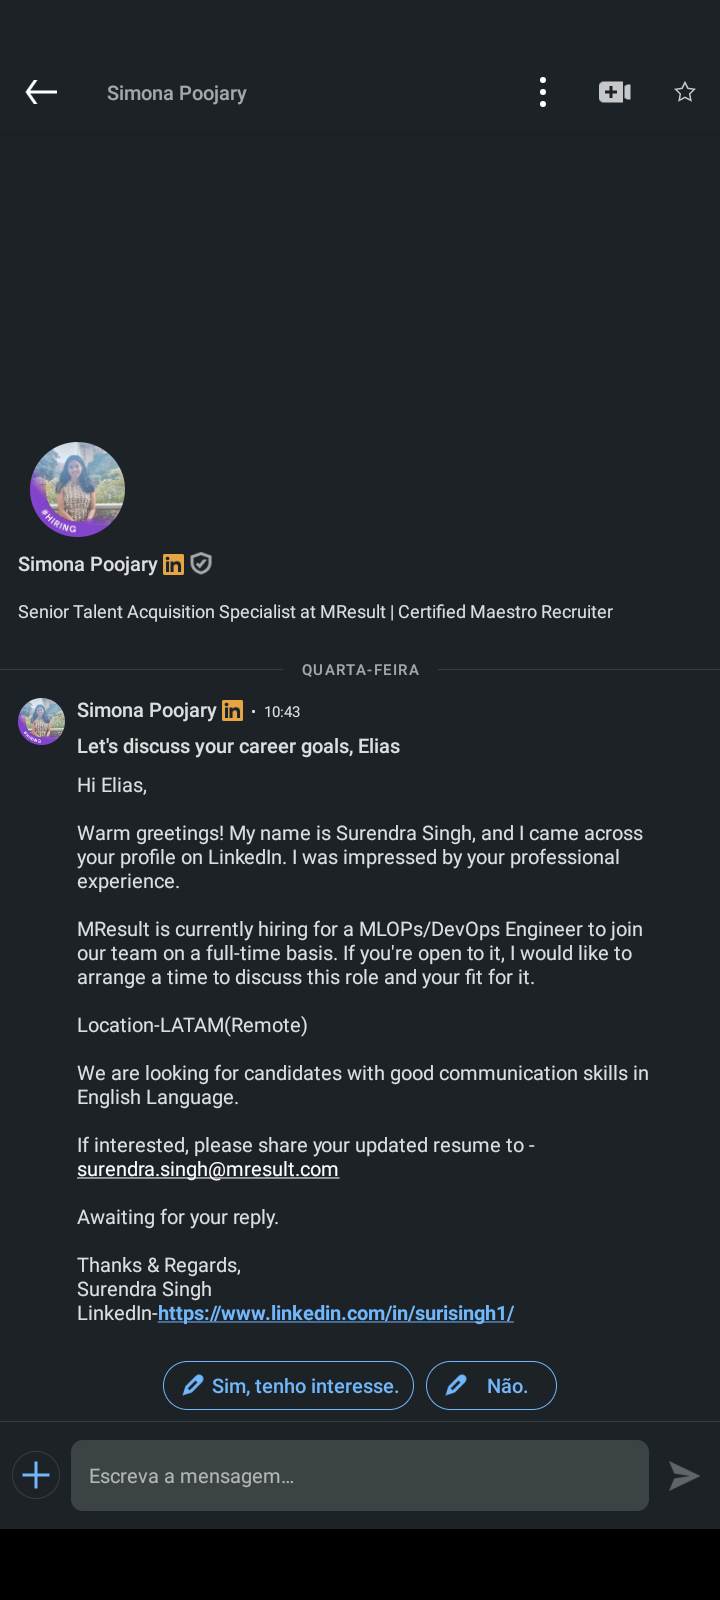 Simona Poojary
#HIRING
Simona Poojary in
Senior Talent Acquisition Specialist at MResult | Certified Maestro Recruiter
QUARTA-FEIRA
Simona Poojary in • 10:43
Let's discuss your career goals, Elias
Hi Elias,
Warm greetings! My name is Surendra Singh, and I came across
your profile on LinkedIn. I was impressed by your professional
experience.
MResult is currently hiring for a MLOPs/DevOps Engineer to join
our team on a full-time basis. If you're open to it, I would like to
arrange a time to discuss this role and your fit for it.
Location-LATAM(Remote)
We are looking for candidates with good communication skills in
English Language.
If interested, please share your updated resume to -
surendra.singh@mresult.com
Awaiting for your reply.
Thanks & Regards,
Surendra Singh
LinkedIn-https://www.linkedin.com/in/surisingh1/
Sim, tenho interesse. Não.
Escreva a mensagem...